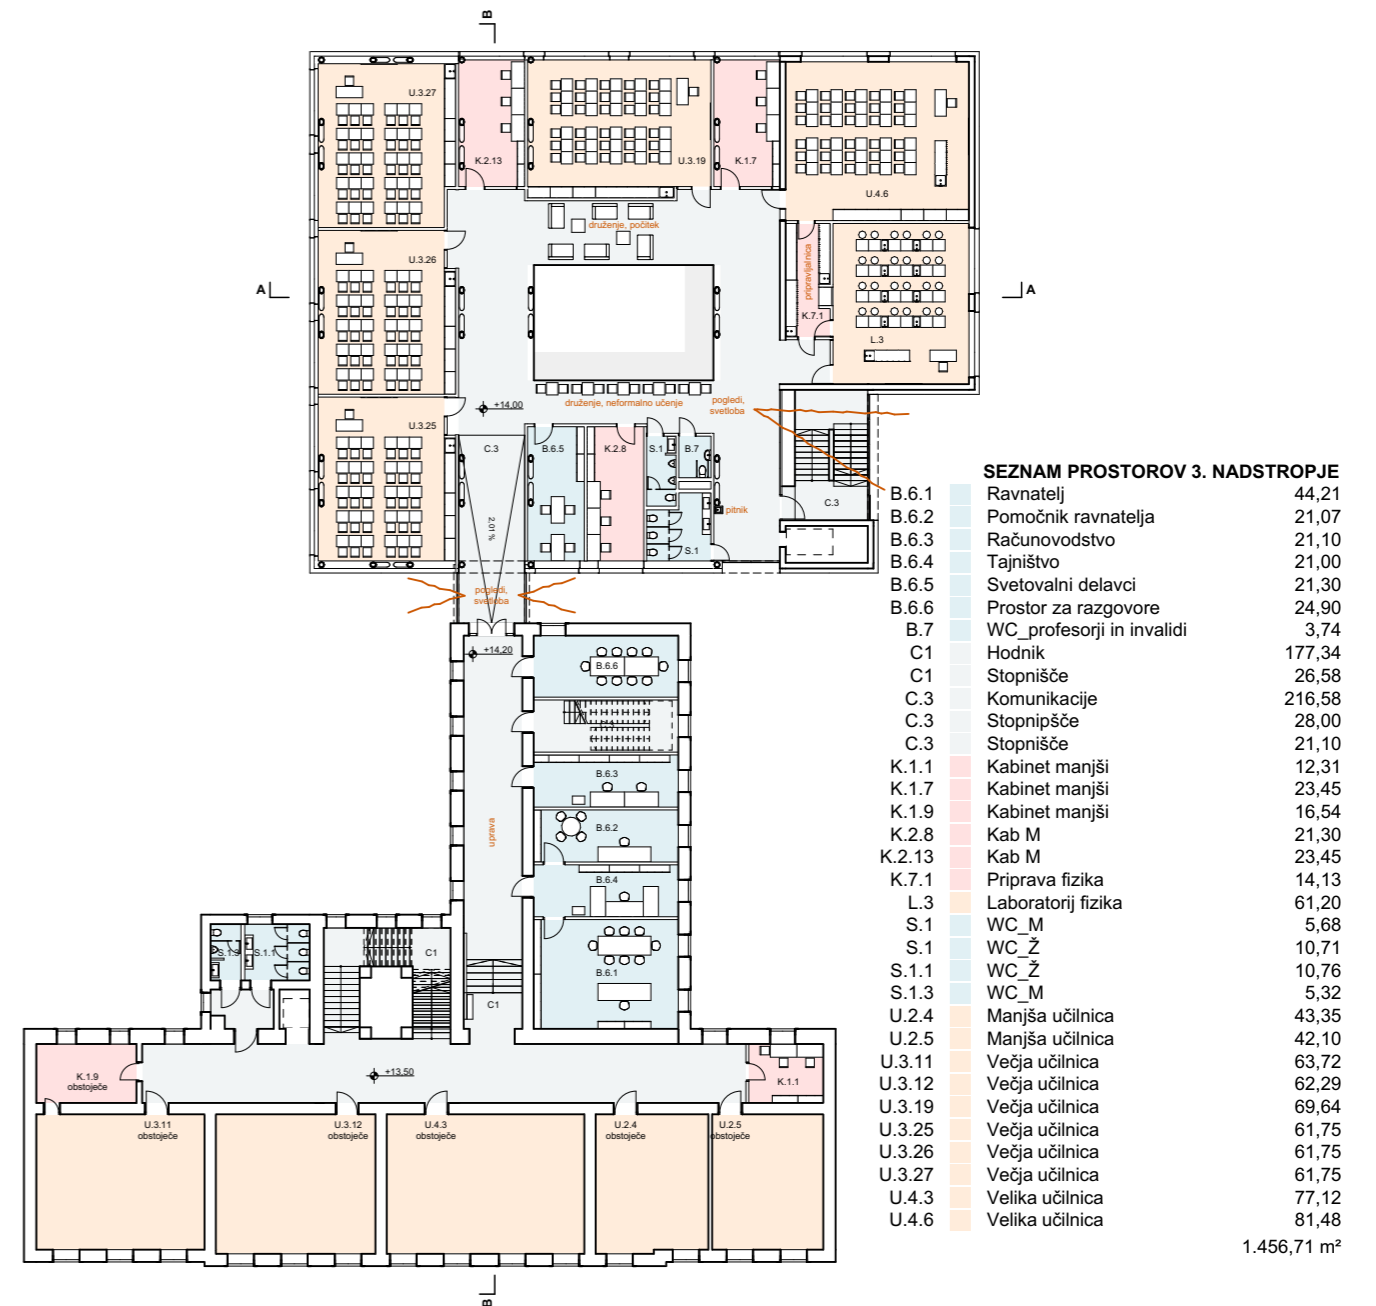 B
U.3.27
K.2.13
U.3.19
K.1.7
U.4.6
druženje, počitek
U.3.26
pripravljalnica
A
A
K.7.1
L.3
+14,00
druženje, neformalno učenje
pogledi,
svetloba
U.3.25
C.3
B.6.5
K.2.8
S.1
B.7
2,01 %
C.3
pitnik
S.1
pogledi,
svetloba
+14,20
B.6.6
C.3
B.6.3
uprava
B.6.2
B.6.4
S.1.3
S.1.1
C1
B.6.1
C1
K.1.9
obstoječe
+13,50
K.1.1
U.3.11
obstoječe
U.3.12
obstoječe
U.4.3
obstoječe
U.2.4
obstoječe
U.2.5
obstoječe
B
SEZNAM PROSTOROV 3. NADSTROPJE
B.6.1 Ravnatelj 44,21
B.6.2 Pomočnik ravnatelja 21,07
B.6.3 Računovodstvo 21,10
B.6.4 Tajništvo 21,00
B.6.5 Svetovalni delavci 21,30
B.6.6 Prostor za razgovore 24,90
B.7 WC_profesorji in invalidi 3,74
C1 Hodnik 177,34
C1 Stopnišče 26,58
C.3 Komunikacije 216,58
C.3 Stopnipšče 28,00
C.3 Stopnišče 21,10
K.1.1 Kabinet manjši 12,31
K.1.7 Kabinet manjši 23,45
K.1.9 Kabinet manjši 16,54
K.2.8 Kab M 21,30
K.2.13 Kab M 23,45
K.7.1 Priprava fizika 14,13
L.3 Laboratorij fizika 61,20
S.1 WC_M 5,68
S.1 WC_Ž 10,71
S.1.1 WC_Ž 10,76
S.1.3 WC_M 5,32
U.2.4 Manjša učilnica 43,35
U.2.5 Manjša učilnica 42,10
U.3.11 Večja učilnica 63,72
U.3.12 Večja učilnica 62,29
U.3.19 Večja učilnica 69,64
U.3.25 Večja učilnica 61,75
U.3.26 Večja učilnica 61,75
U.3.27 Večja učilnica 61,75
U.4.3 Velika učilnica 77,12
U.4.6 Velika učilnica 81,48
1.456,71 m²